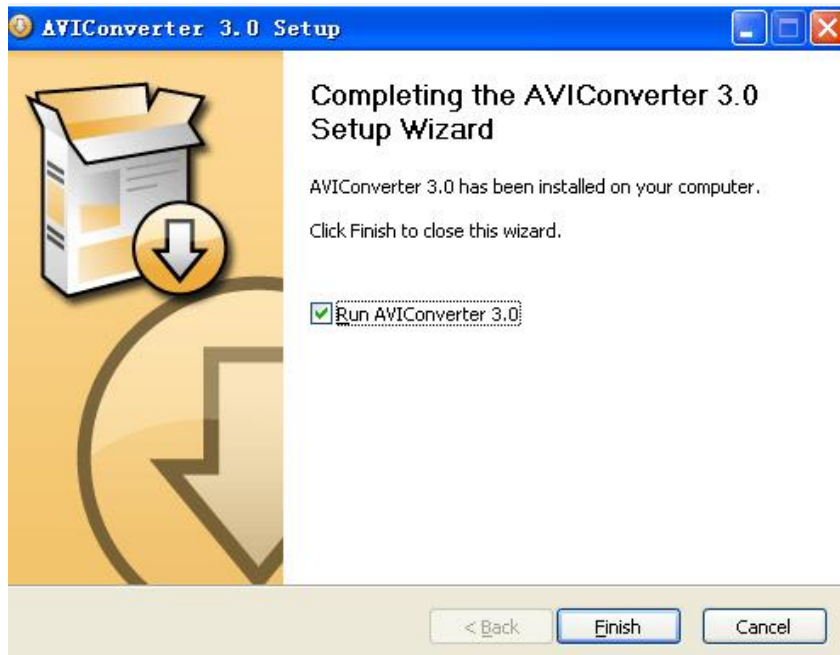 AVIConverter 3.0 Setup
Completing the AVIConverter 3.0
Setup Wizard
AVIConverter 3.0 has been installed on your computer.
Click Finish to close this wizard.
Run AVIConverter 3.0
< Back
Finish
Cancel